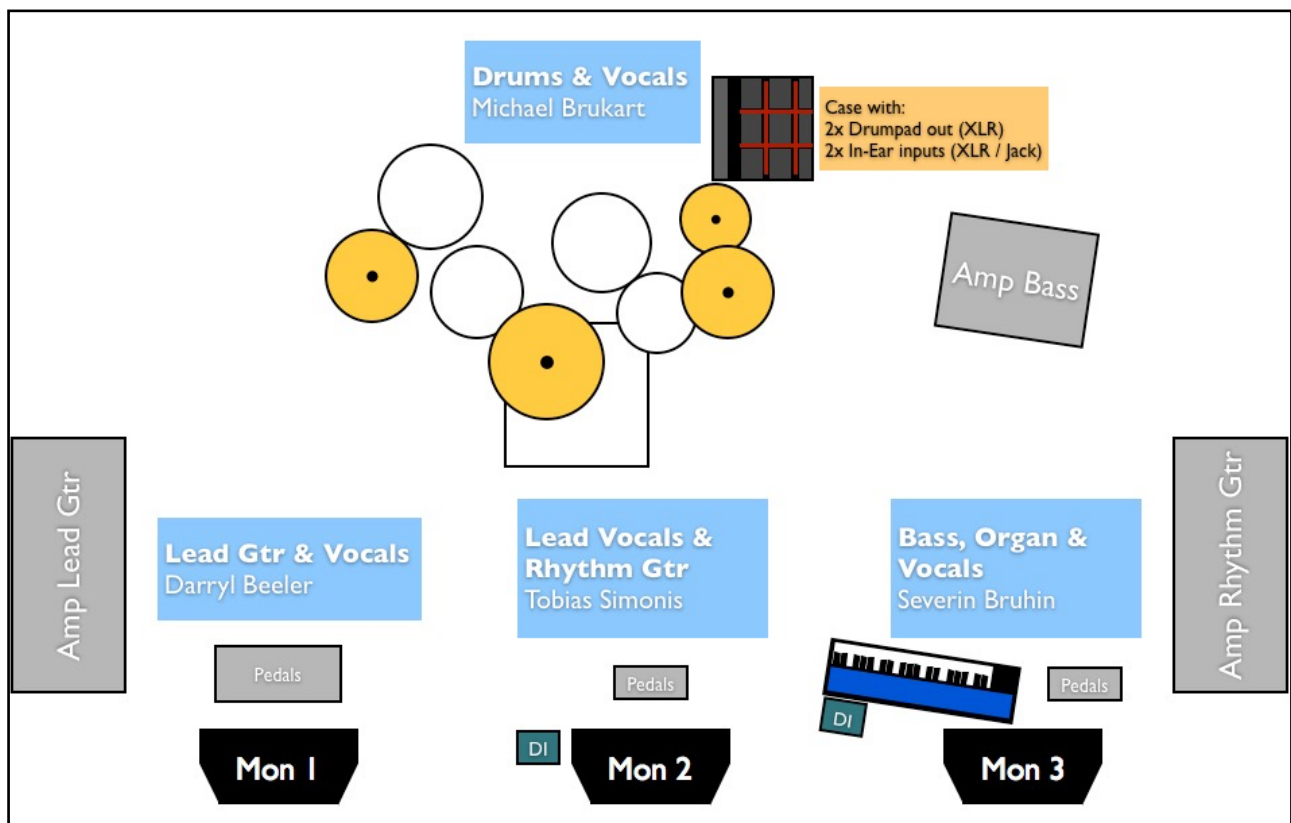 Drums & Vocals
Michael Brukart
Case with:
2x Drumpad out (XLR)
2x In-Ear inputs (XLR / Jack)
Amp Bass
Amp Lead Gtr
Lead Gtr & Vocals
Darryl Beeler
Lead Vocals &
Rhythm Gtr
Tobias Simonis
Bass, Organ &
Vocals
Severin Bruhin
Amp Rhythm Gtr
Pedals
Pedals
Pedals
DI
DI
Mon 1
Mon 2
Mon 3